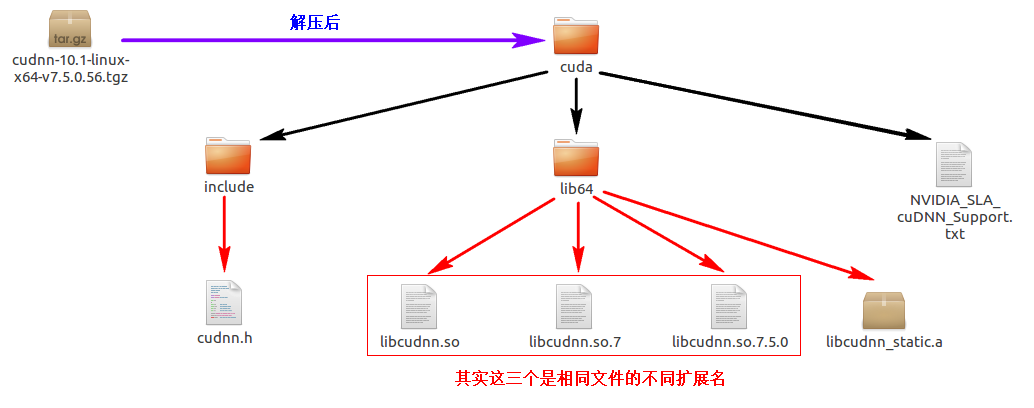 解压后
tar.gz
cudnn-10.1-linux-
x64-v7.5.0.56.tgz
cuda
include
lib64
NVIDIA_SLA_
cuDNN_Support.
txt
cudnn.h
libcudnn.so
libcudnn.so.7
libcudnn.so.7.5.0
libcudnn_static.a
其实这三个是相同文件的不同扩展名